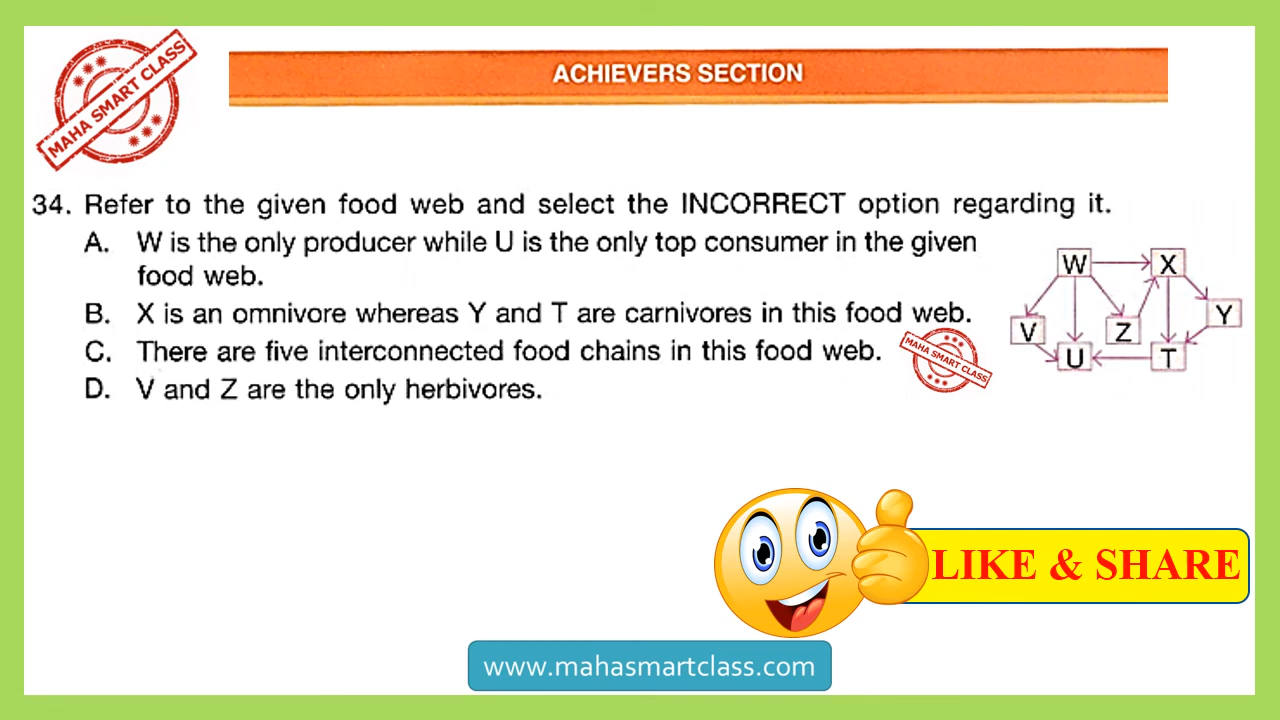 MAHA SMART CLASS
ACHIEVERS SECTION
34. Refer to the given food web and select the INCORRECT option regarding it.
A. W is the only producer while U is the only top consumer in the given
food web.
B. X is an omnivore whereas Y and T are carnivores in this food web.
C. There are five interconnected food chains in this food web.
D. V and Z are the only herbivores.
W X
Y
V Z
U T
MAHA SMART CLASS
LIKE & SHARE
www.mahasmartclass.com